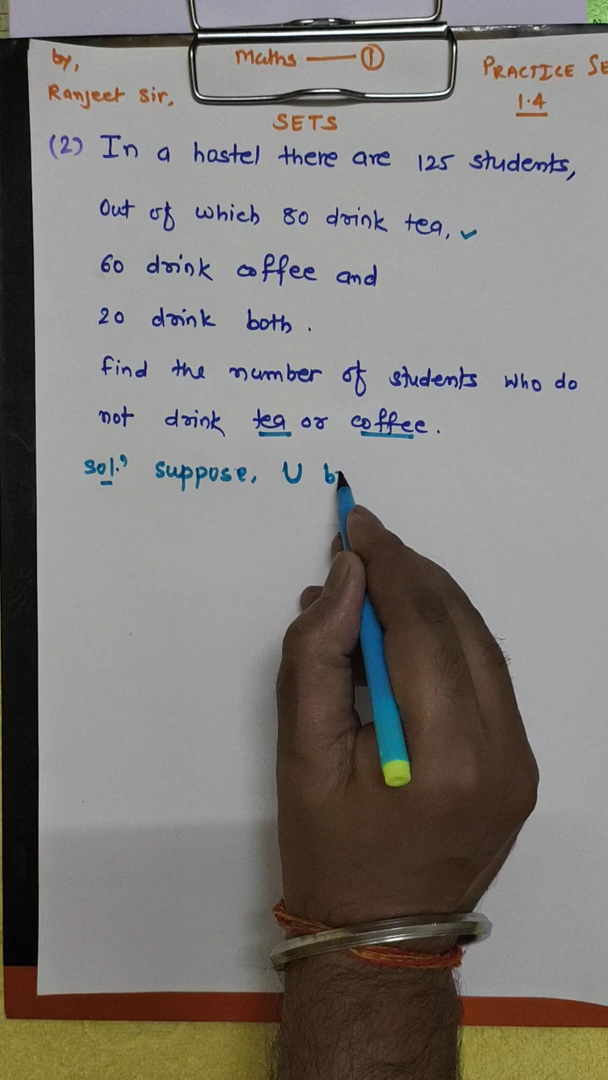 by,
Maths — ①
PRACTICE SE
Ranjeet Sir,
1.4
SETS
(2) In a hostel there are 125 students,
Out of which 80 drink tea, ✓
60 drink coffee and
20 drink both.
find the number of students who do
not drink tea or coffee.
Sol.’ suppose, U b